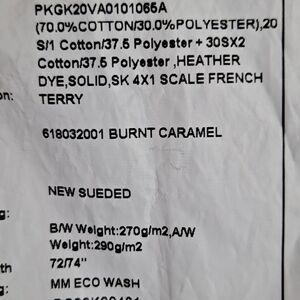 PKGK20VA0101065A
(70.0%COTTON/30.0%POLYESTER),20
S/1 Cotton/37.5 Polyester + 30SX2
Cotton/37.5 Polyester ,HEATHER
DYE,SOLID,SK 4X1 SCALE FRENCH
on: TERRY
618032001 BURNT CARAMEL
NEW SUEDED
g:
B/W Weight:270g/m2,A/W
Weight:290g/m2
th 72/74"
g: MM ECO WASH